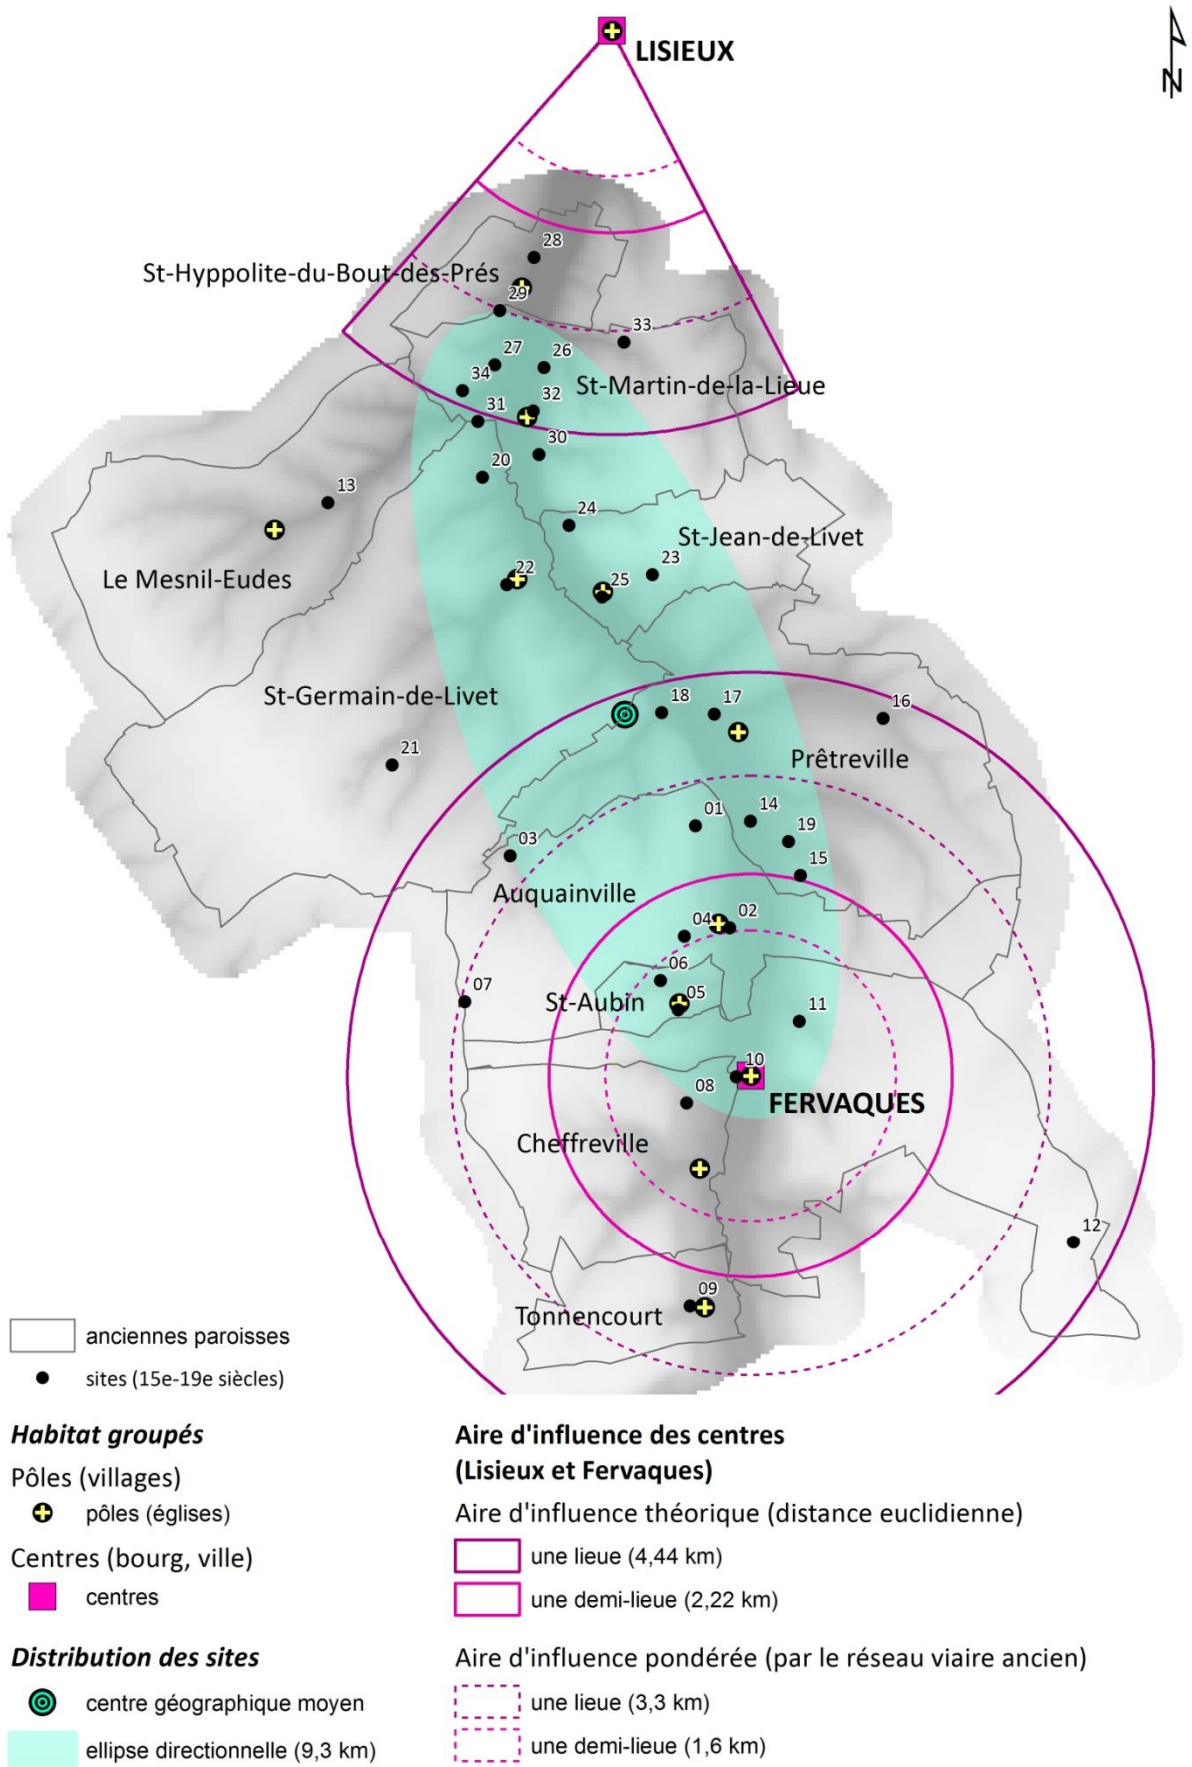 LISIEUX
N
28
St-Hyppolite-du-Bout-des-Prés
29
33
27
26
34
St-Martin-de-la-Lieue
32
31
30
20
13
24
St-Jean-de-Livet
23
22
25
Le Mesnil-Eudes
St-Germain-de-Livet
18
17
16
21
Prêtreville
01
14
19
03
15
Auquainville
04
02
06
07
St-Aubin
05
11
10
08
FERVAQUES
Cheffreville
12
09
Tonnencourt
anciennes paroisses
sites (15e-19e siècles)
Habitat groupés
Pôles (villages)
pôles (églises)
Centres (bourg, ville)
centres
Distribution des sites
centre géographique moyen
ellipse directionnelle (9,3 km)
Aire d'influence des centres
(Lisieux et Fervaques)
Aire d'influence théorique (distance euclidienne)
une lieue (4,44 km)
une demi-lieue (2,22 km)
Aire d'influence pondérée (par le réseau viaire ancien)
une lieue (3,3 km)
une demi-lieue (1,6 km)